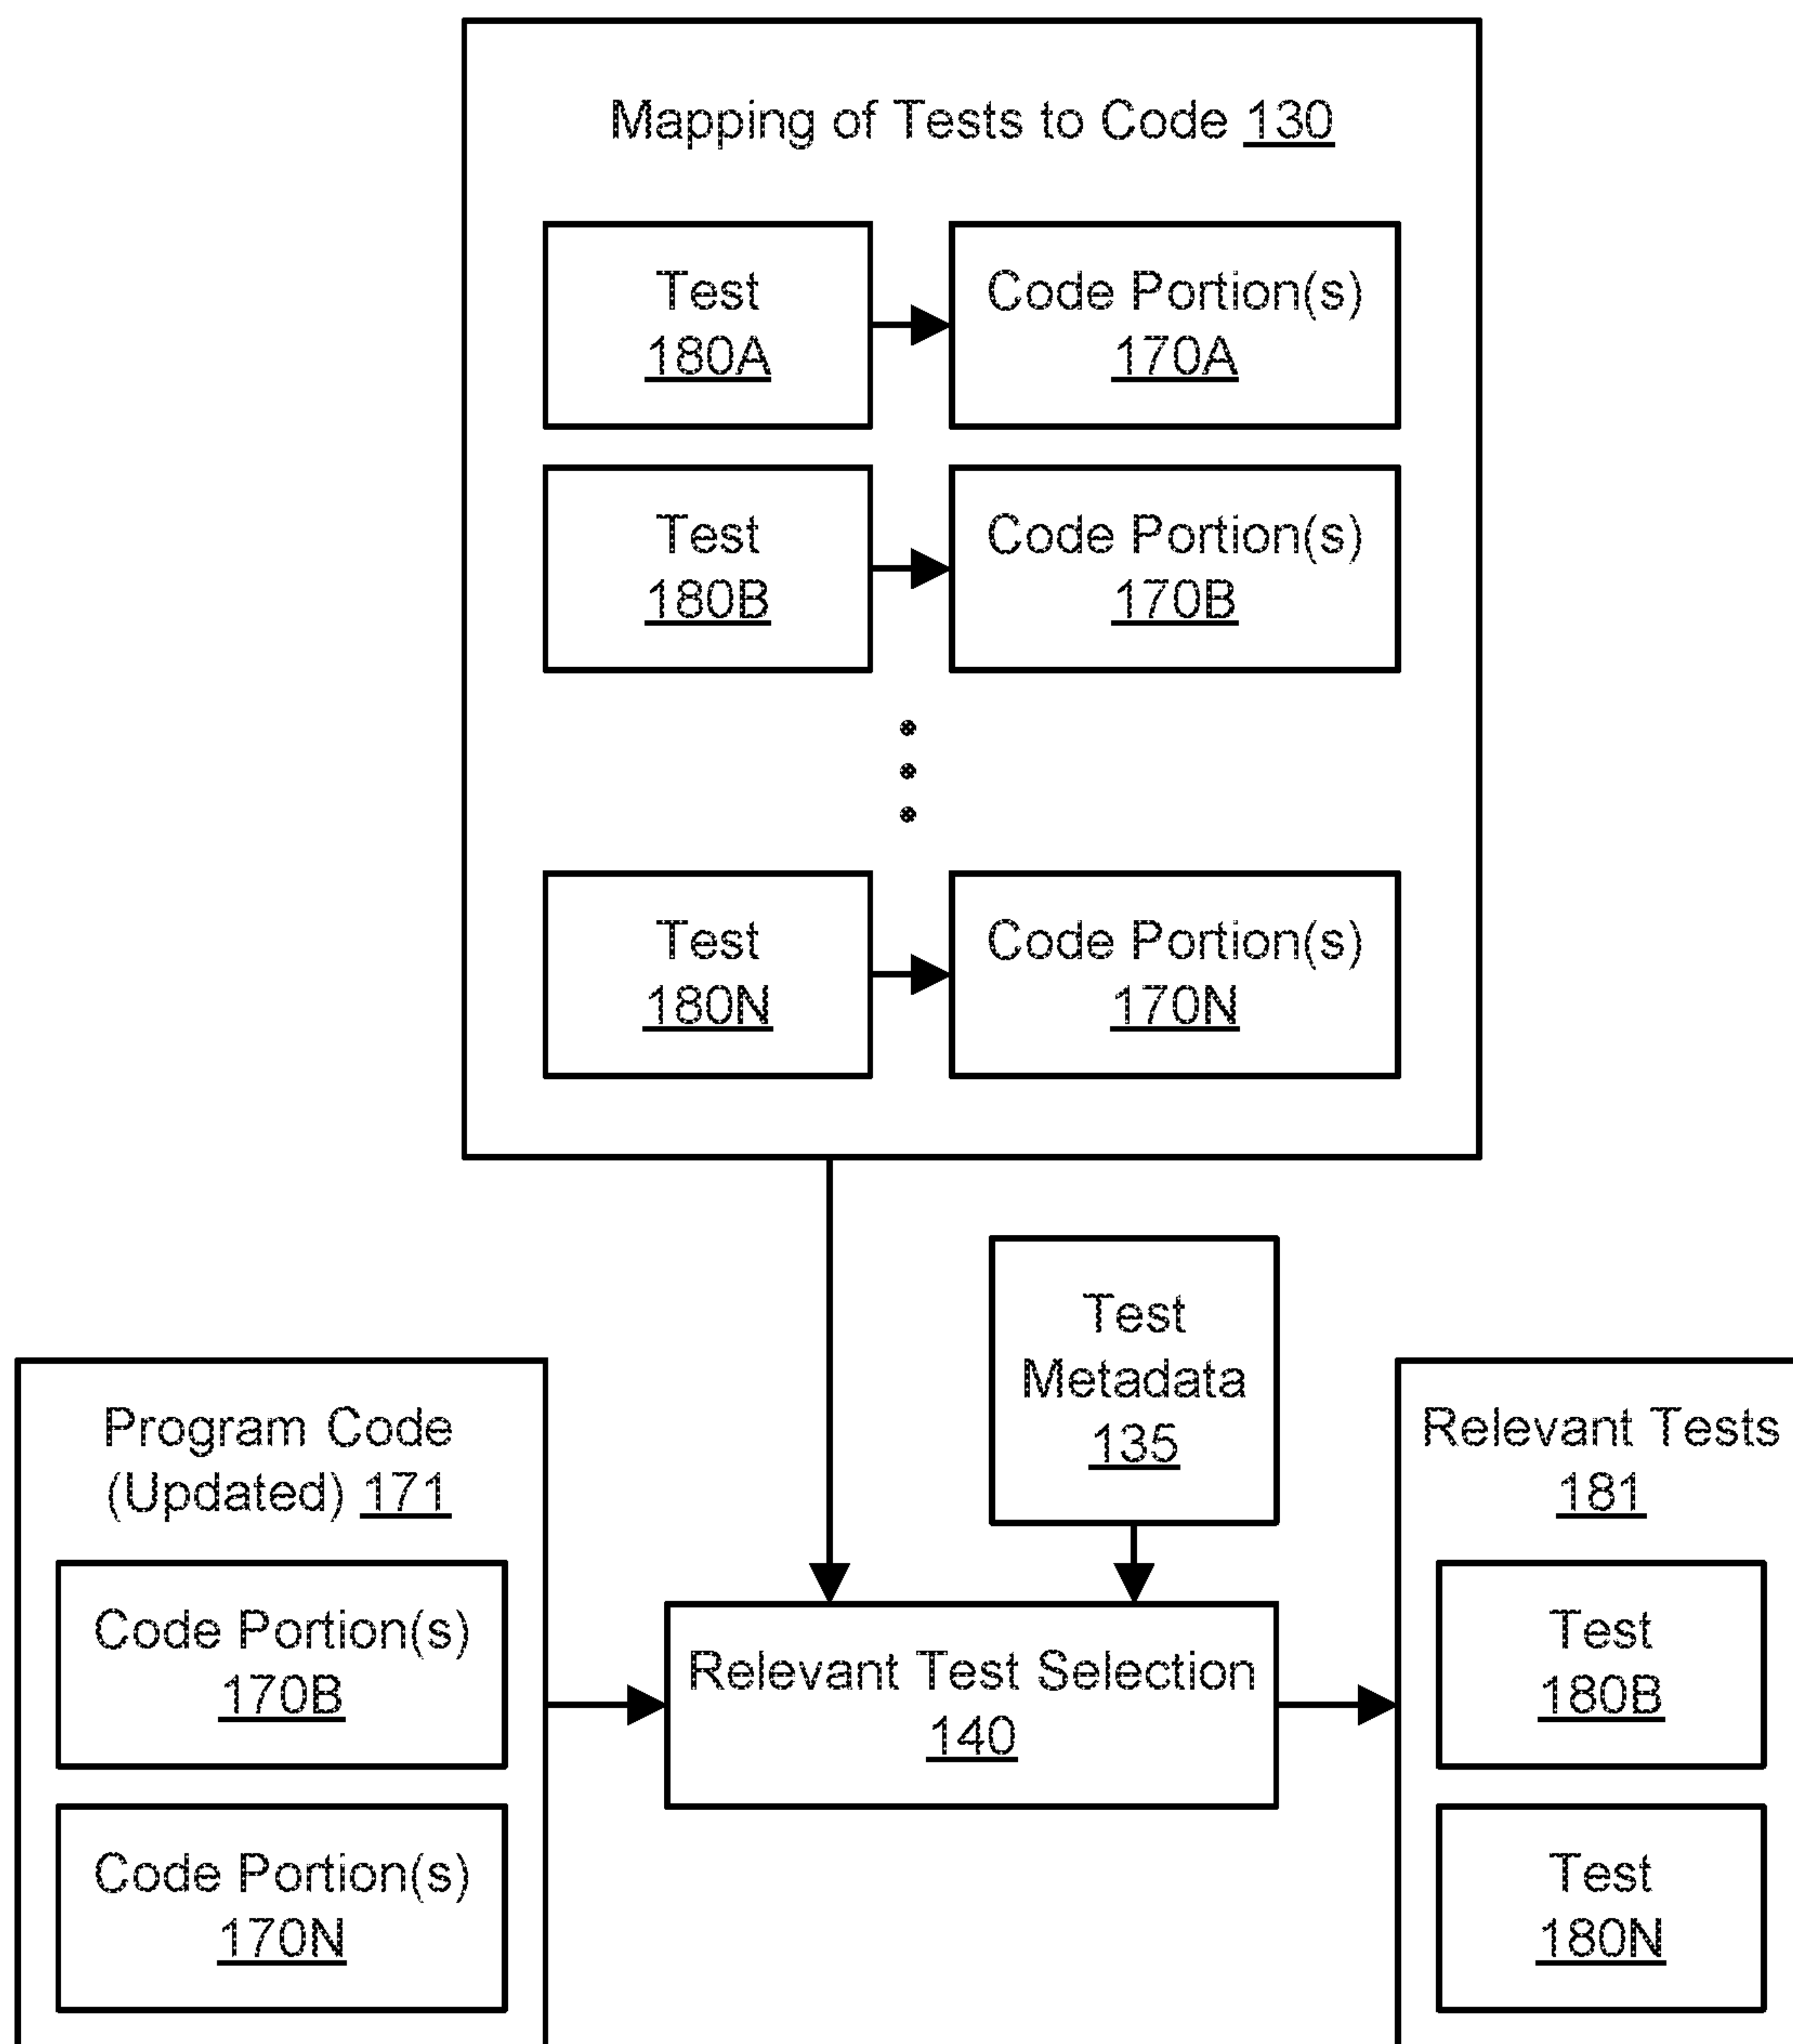 Mapping of Tests to Code 130
Test
180A
Code Portion(s)
170A
Test
180B
Code Portion(s)
170B
Test
180N
Code Portion(s)
170N
Test
Metadata
135
Program Code
(Updated) 171
Code Portion(s)
170B
Code Portion(s)
170N
Relevant Test Selection
140
Relevant Tests
181
Test
180B
Test
180N